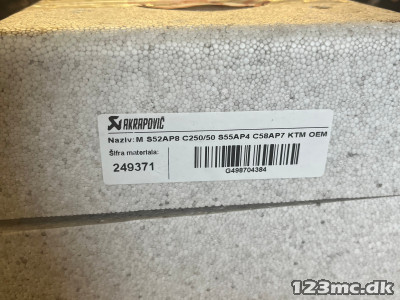 AKRAPOVIČ
Naziv: M S52AP8 C250/50 S55AP4 C58AP7 KTM OEM
Šifra materiala:
249371
G498704384
123mc.dk